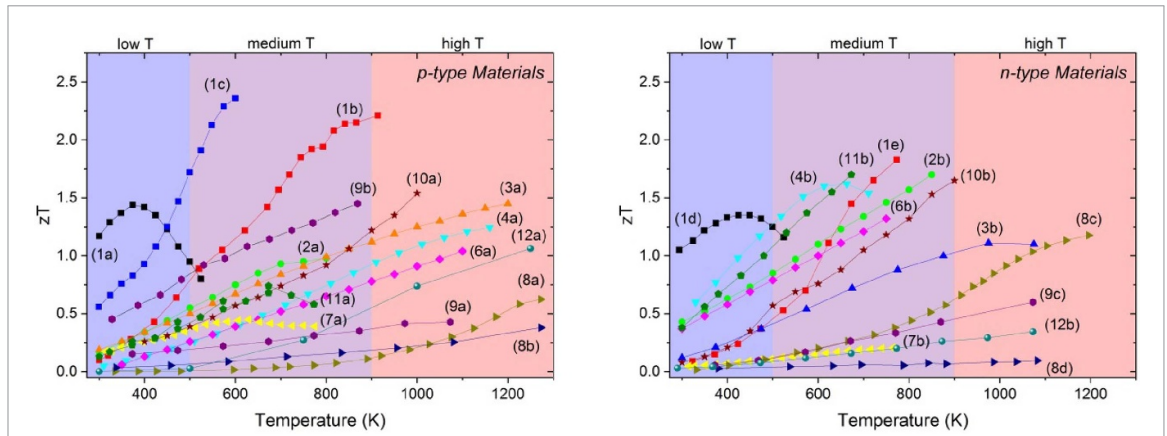 low T medium T high T
p-type Materials
2.5
2.0
1.5
1.0
0.5
0.0
zT
(1c)
(1b)
(10a)
(3a)
(9b)
(4a)
(1a)
(2a)
(12a)
(6a)
(11a)
(8a)
(7a)
(9a)
(8b)
400 600 800 1000 1200
Temperature (K)
low T medium T high T
n-type Materials
2.5
2.0
1.5
1.0
0.5
0.0
zT
(1e)
(11b)
(2b)
(4b)
(10b)
(6b)
(1d)
(3b)
(8c)
(9c)
(12b)
(7b)
(8d)
400 600 800 1000 1200
Temperature (K)